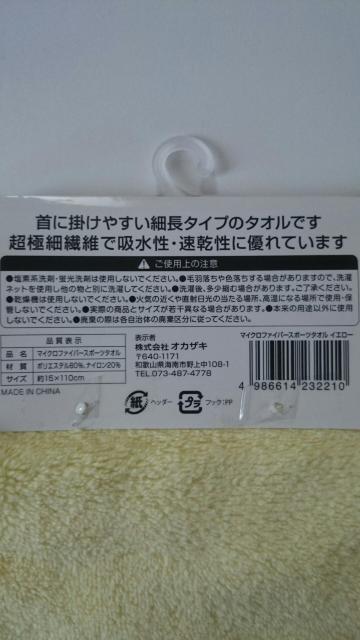 首に掛けやすい細長タイプのタオルです
超極細繊維で吸水性・速乾性に優れています
ご使用上の注意
●塩素系洗剤・蛍光洗剤は使用しないでください。●毛羽落ちや色落ちする場合がありますので、洗濯
ネットを使用し他の物と別に洗濯してください。●洗濯後、多少縮む場合があります。ご了承ください。
●乾燥機は使用しないでください。●火気の近くや直射日光の当たる場所、高温になる場所で使用・保
管しないでください。●実際の商品とサイズが若干異なる場合があります。●本来の用途以外に使用
しないでください。●廃棄の際は各自治体の廃棄区分に従ってください。
品質表示
品名 マイクロファイバースポーツタオル
材質 ポリエステル80%、ナイロン20%
サイズ 約15×110cm
MADE IN CHINA
表示者
株式会社 オカザキ
〒640-1171
和歌山県海南市野上中108-1
TEL.073-487-4778
マイクロファイバースポーツタオル イエロー
4 986614 232210
紙 ヘッダー
プラ フック:PP